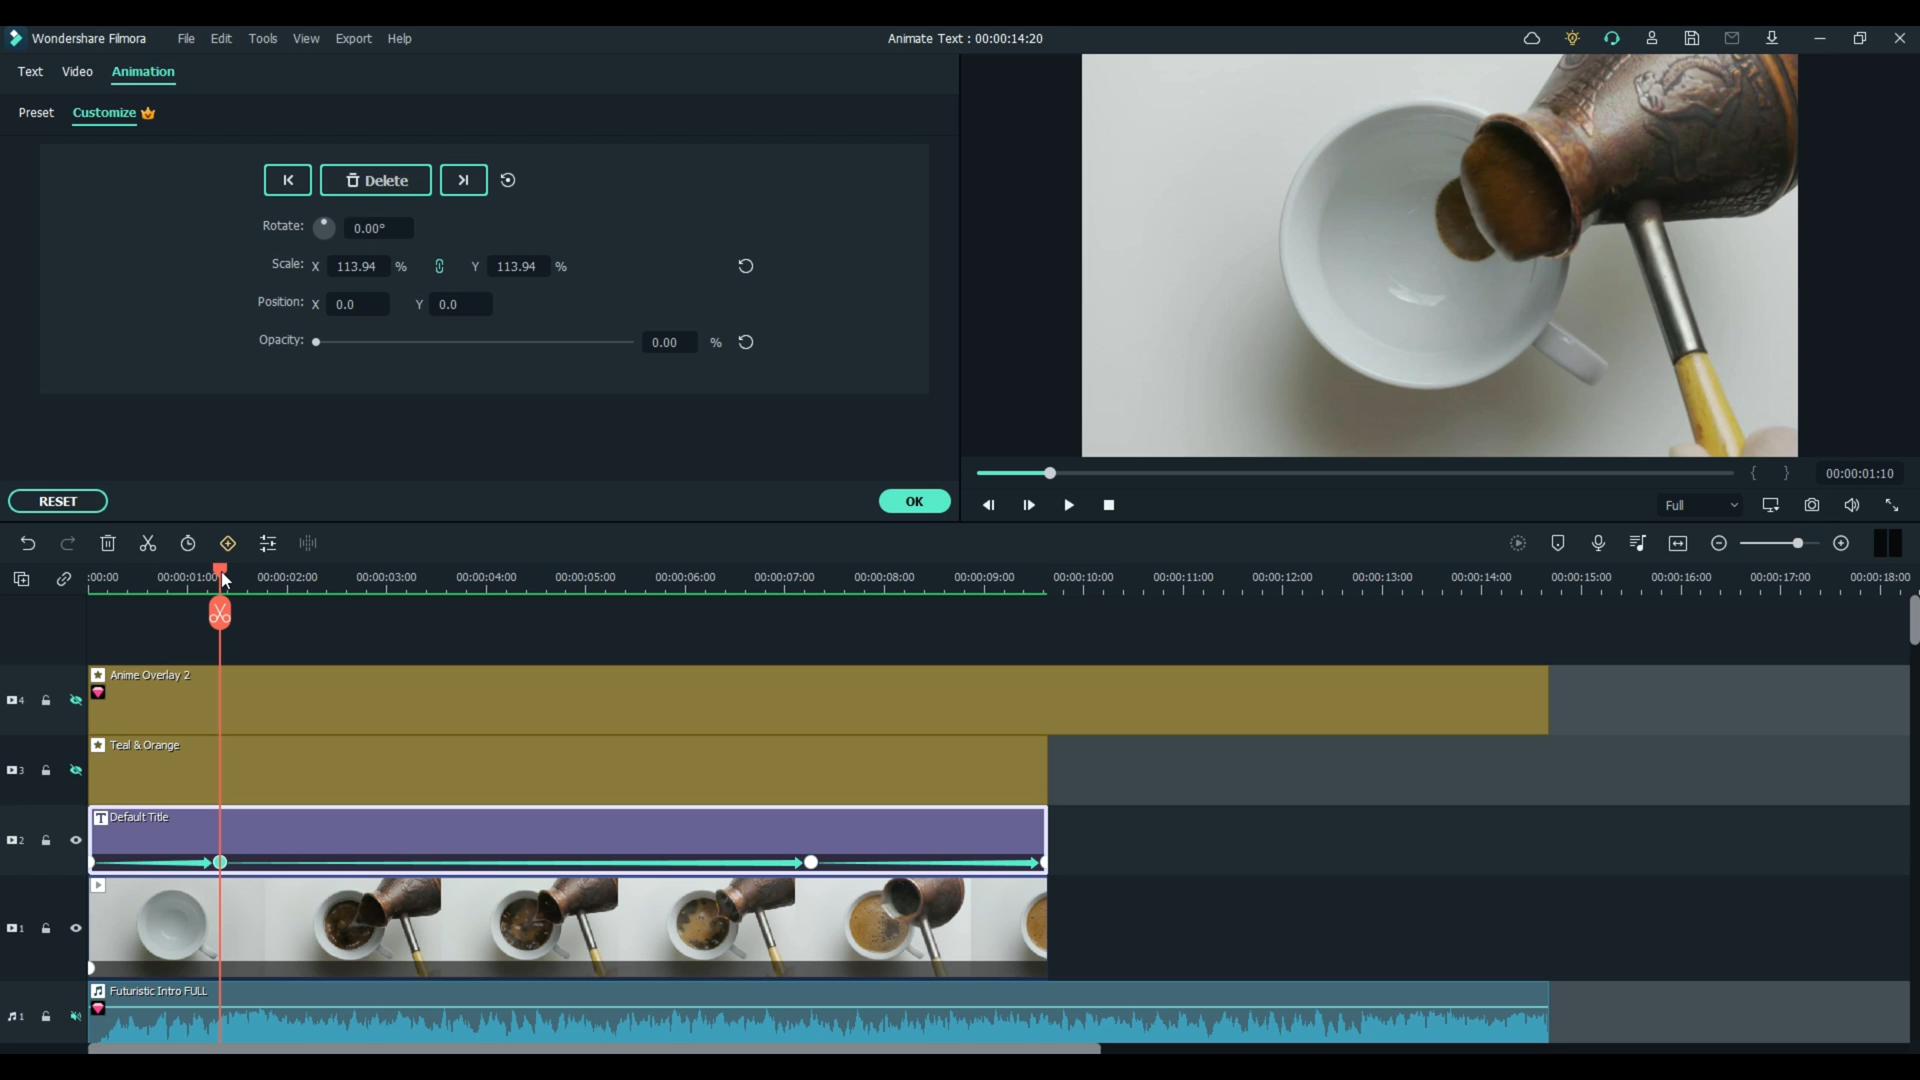 Wondershare Filmora File Edit Tools View Export Help Animate Text : 00:00:14:20
Text Video Animation
Preset Customize
Delete
Rotate: 0.00°
Scale: X 113.94 % Y 113.94 %
Position: X 0.0 Y 0.0
Opacity: 0.00 %
{ } 00:00:01:10
RESET OK
Full
:00:00 00:00:01:00 00:00:02:00 00:00:03:00 00:00:04:00 00:00:05:00 00:00:06:00 00:00:07:00 00:00:08:00 00:00:09:00 00:00:10:00 00:00:11:00 00:00:12:00 00:00:13:00 00:00:14:00 00:00:15:00 00:00:16:00 00:00:17:00 00:00:18:00
Anime Overlay 2
4
Teal & Orange
3
T Default Title
2
1
Futuristic Intro FULL
1